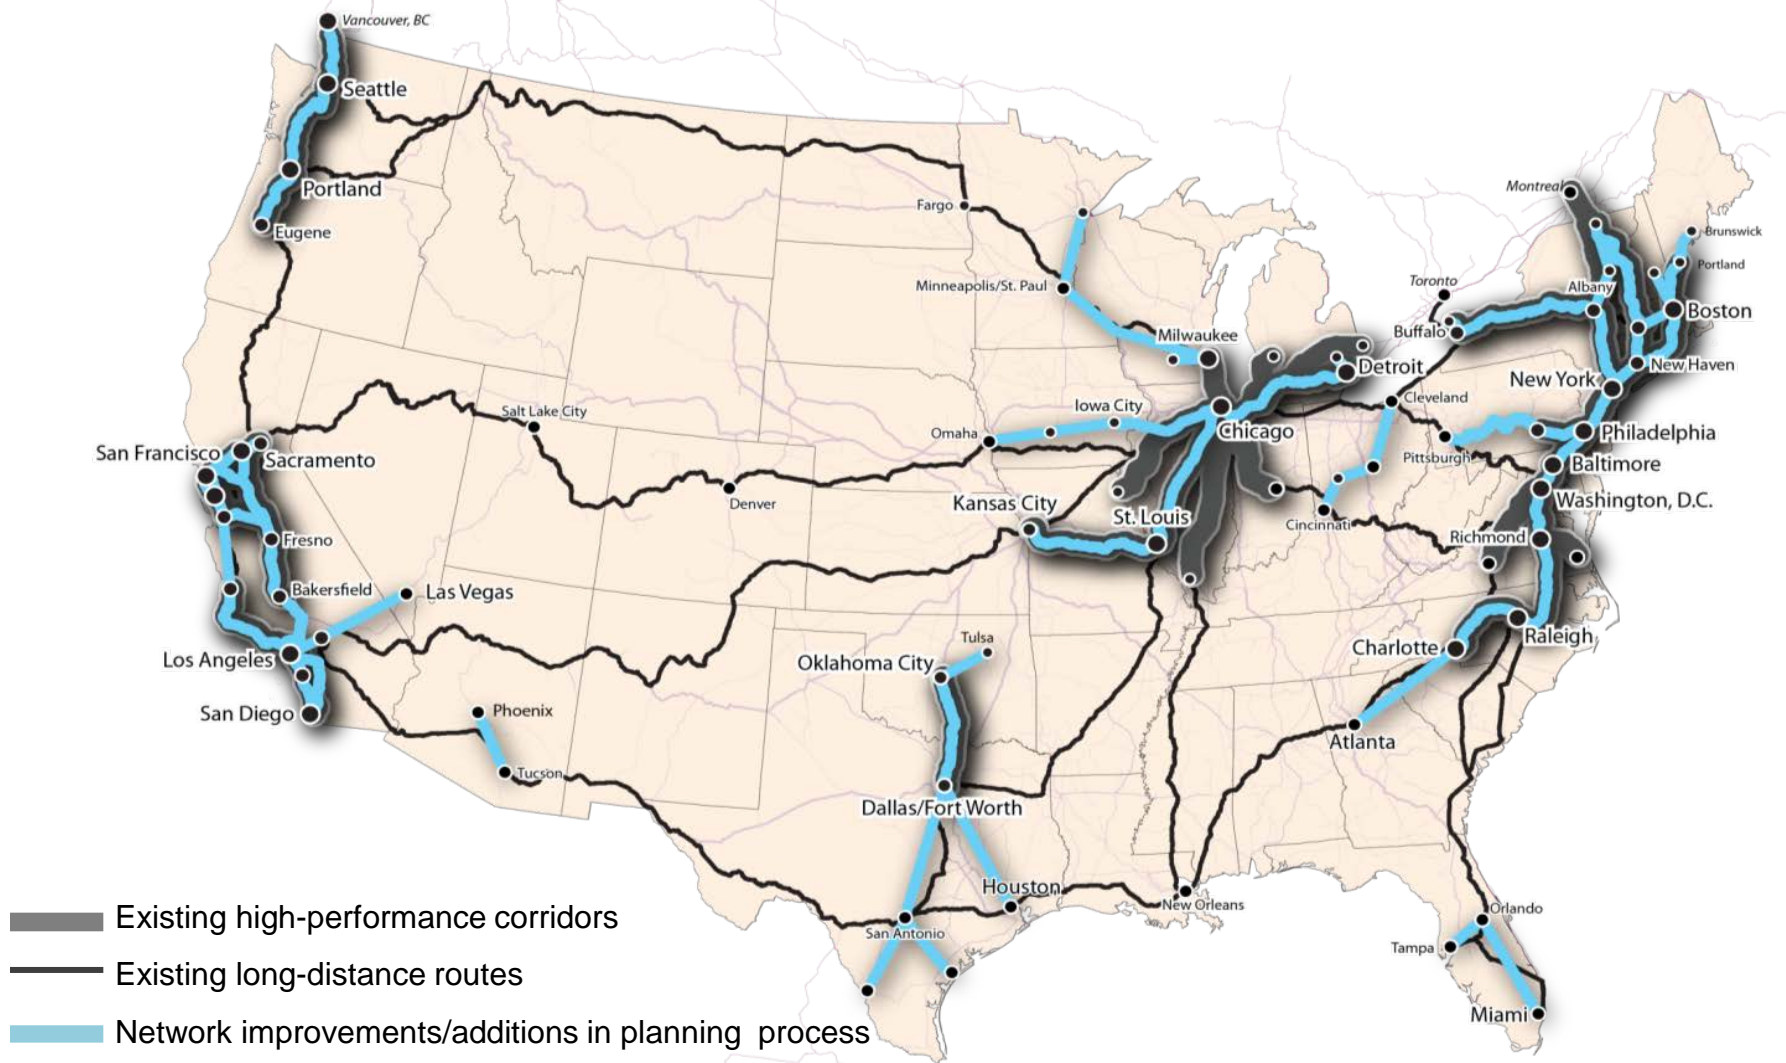 Vancouver, BC
Seattle
Portland
Eugene
Fargo
Minneapolis/St. Paul
Milwaukee
Detroit
Montreal
Brunswick
Portland
Toronto
Albany
Boston
Buffalo
New Haven
New York
Cleveland
Philadelphia
Pittsburgh
Baltimore
Washington, D.C.
Richmond
Iowa City
Omaha
Chicago
Salt Lake City
San Francisco
Sacramento
Denver
Kansas City
St. Louis
Cincinnati
Fresno
Bakersfield
Las Vegas
Los Angeles
San Diego
Phoenix
Tucson
Tulsa
Oklahoma City
Charlotte
Raleigh
Atlanta
Dallas/Fort Worth
Houston
New Orleans
San Antonio
Orlando
Tampa
Miami
Existing high-performance corridors
Existing long-distance routes
Network improvements/additions in planning process